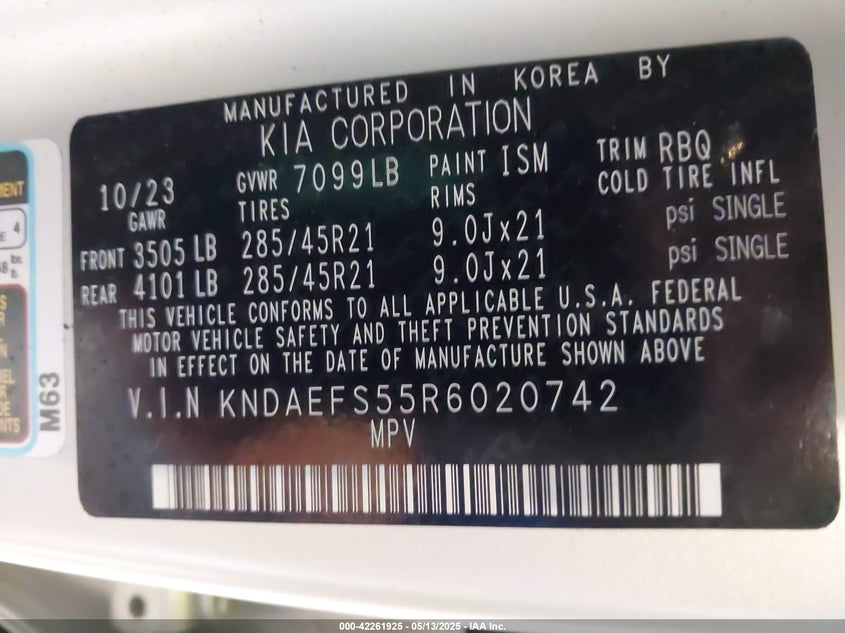 MANUFACTURED IN KOREA BY
KIA CORPORATION
10/23 GVWR 7099LB PAINT ISM TRIM RBQ
GAWR TIRES RIMS COLD TIRE INFL
FRONT 3505 LB 285/45R21 9.0Jx21 psi SINGLE
REAR 4101 LB 285/45R21 9.0Jx21 psi SINGLE
THIS VEHICLE CONFORMS TO ALL APPLICABLE U.S.A. FEDERAL
MOTOR VEHICLE SAFETY AND THEFT PREVENTION STANDARDS
IN EFFECT ON THE DATE OF MANUFACTURE SHOWN ABOVE
V.I.N KNDAEFS55R6020742
MPV
M63
4
lbs.
lb.
000-42261925 - 05/13/2025 - IAA Inc.